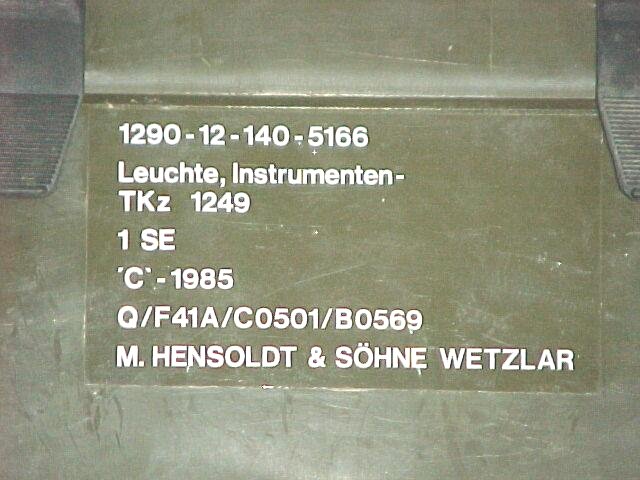 1290-12-140-5166
Leuchte, Instrumenten-
TKz 1249
1 SE
'C'-1985
Q/F41A/C0501/B0569
M. HENSOLDT & SÖHNE WETZLAR